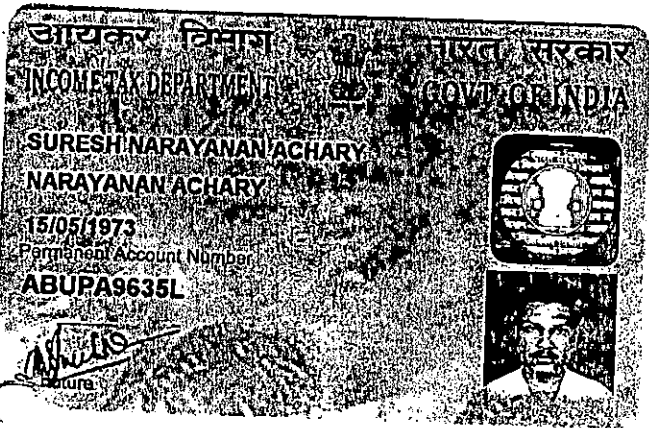 आयकर विभाग
भारत सरकार
INCOME TAX DEPARTMENT
GOVT. OF INDIA
SURESH NARAYANAN ACHARY
NARAYANAN ACHARY
15/05/1973
Permanent Account Number
ABUPA9635L